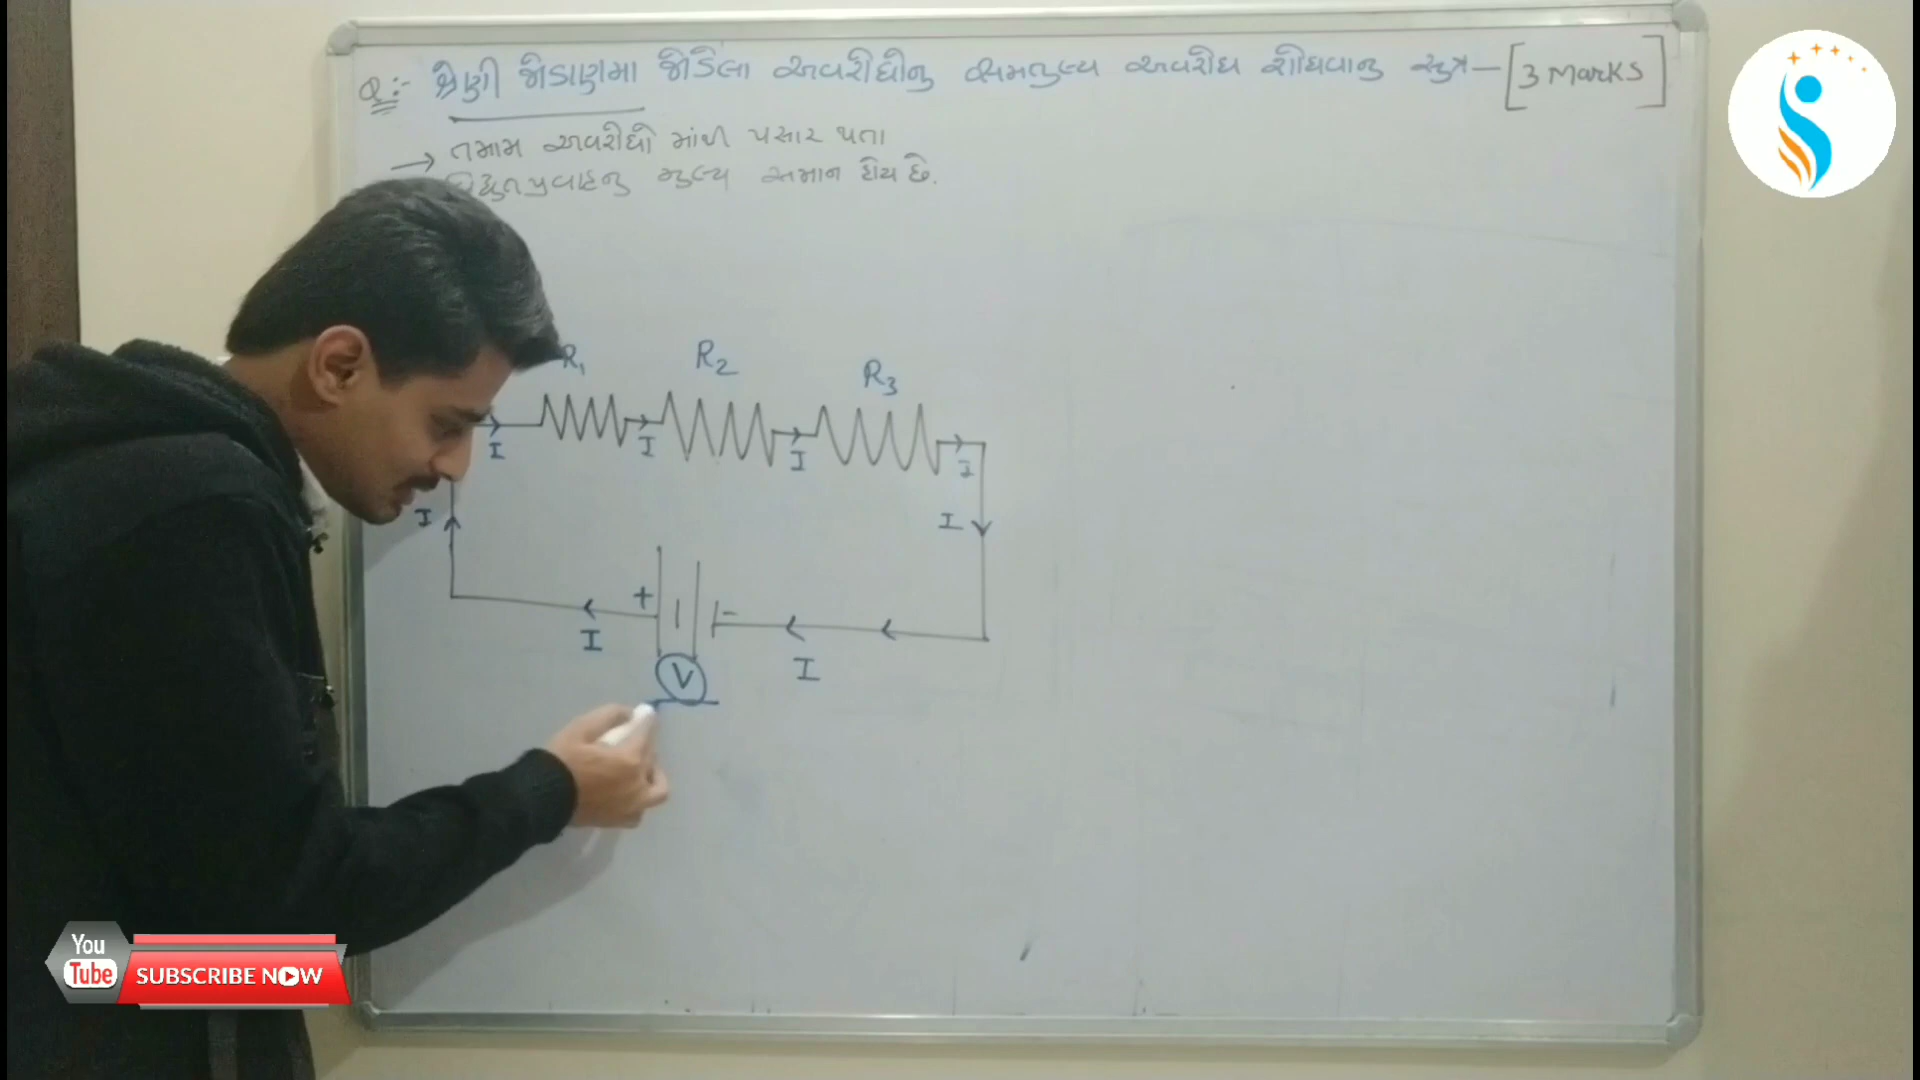 Q:- શ્રેણી જોડાણમા જોડેલા અવરોધોનુ સમતુલ્ય અવરોધ શોધવાનુ સુત્ર — [3 Marks]
→ તમામ અવરોધો માંથી પસાર થતા
વિદ્યુતપ્રવાહનુ મુલ્ય સમાન હોય છે.
R1 R2 R3
I I I I
I I
+ -
I I
V
You
Tube SUBSCRIBE NOW